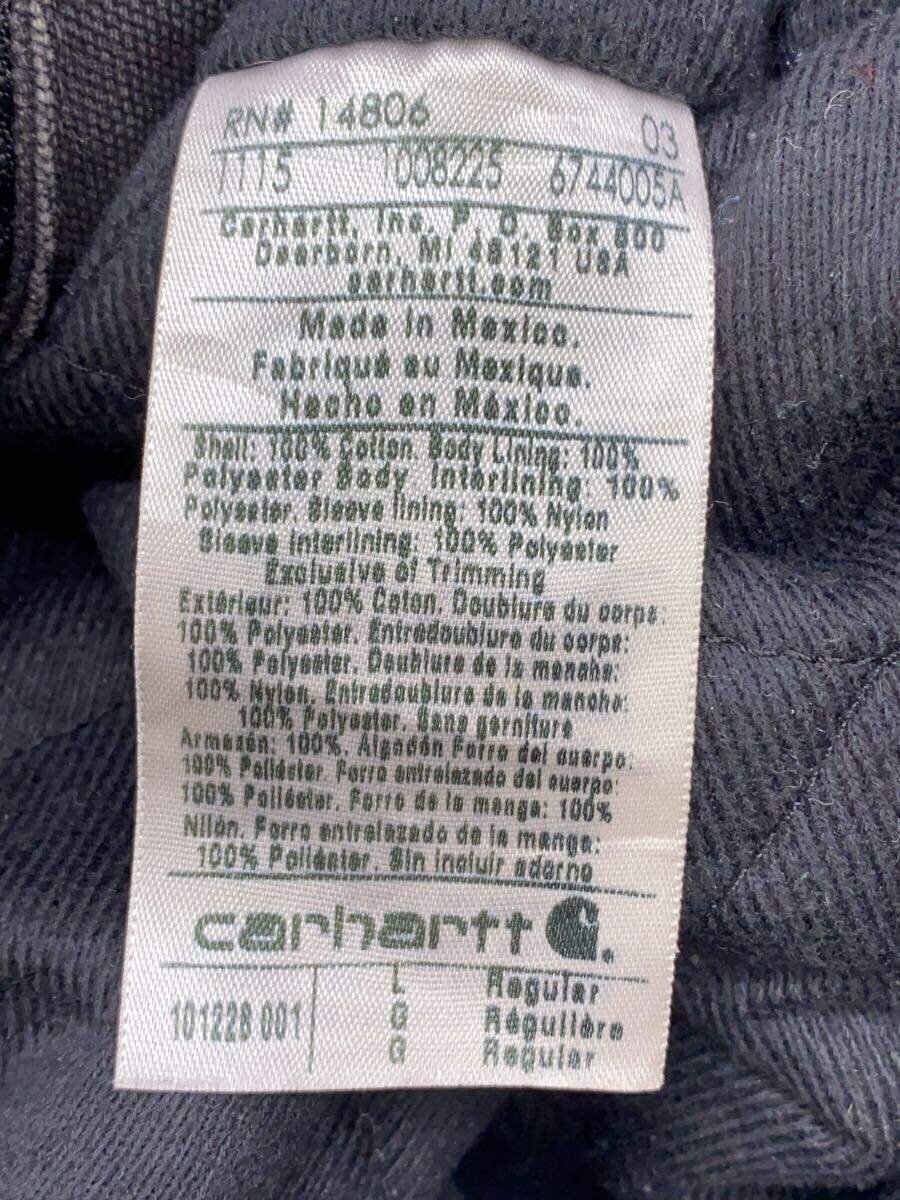 RN# 14806 03
1115 1008225 6744005A
Carhartt, Inc. P. O. Box 600
Dearborn, MI 48121 USA
carhartt.com
Made in Mexico.
Fabriqué au Mexique.
Hecho en México.
Shell: 100% Cotton. Body Lining: 100%
Polyester Body Interlining: 100%
Polyester. Sleeve lining: 100% Nylon
Sleeve interlining: 100% Polyester
Exclusive of Trimming
Extérieur: 100% Coton. Doublure du corps:
100% Polyester. Entredoublure du corps:
100% Polyester. Doublure de la manche:
100% Nylon. Entredoublure de la manche:
100% Polyester. Sans garniture
Armazón: 100%. Algodón Forro del cuerpo:
100% Poliéster. Forro entrelazado del cuerpo:
100% Poliéster. Forro de la manga: 100%
Nilón. Forro entrelazado de la manga:
100% Poliéster. Sin incluir adorno
carhartt
L Regular
101228 001 G Régulière
G Regular